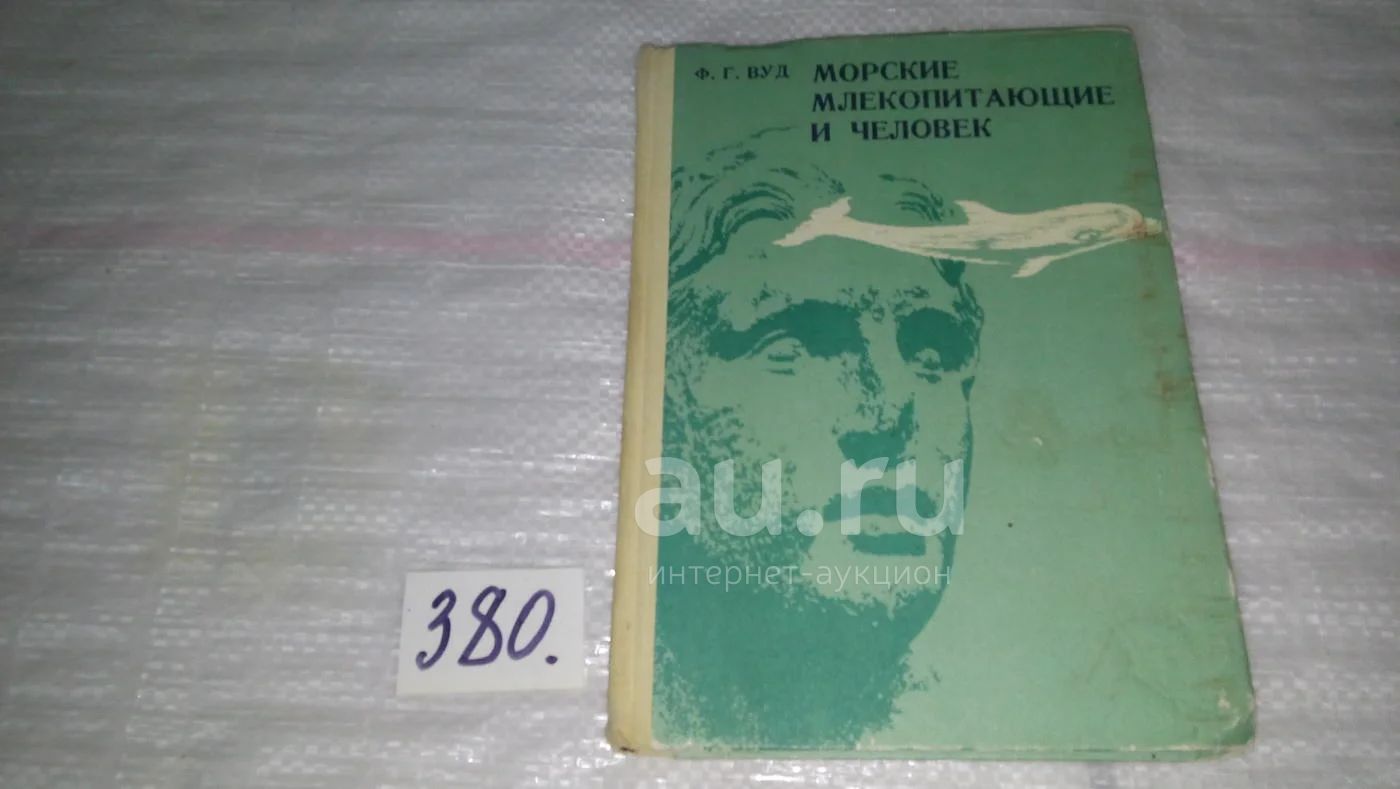 Ф. Г. ВУД
МОРСКИЕ
МЛЕКОПИТАЮЩИЕ
И ЧЕЛОВЕК
au.ru
интернет-аукцион
380.